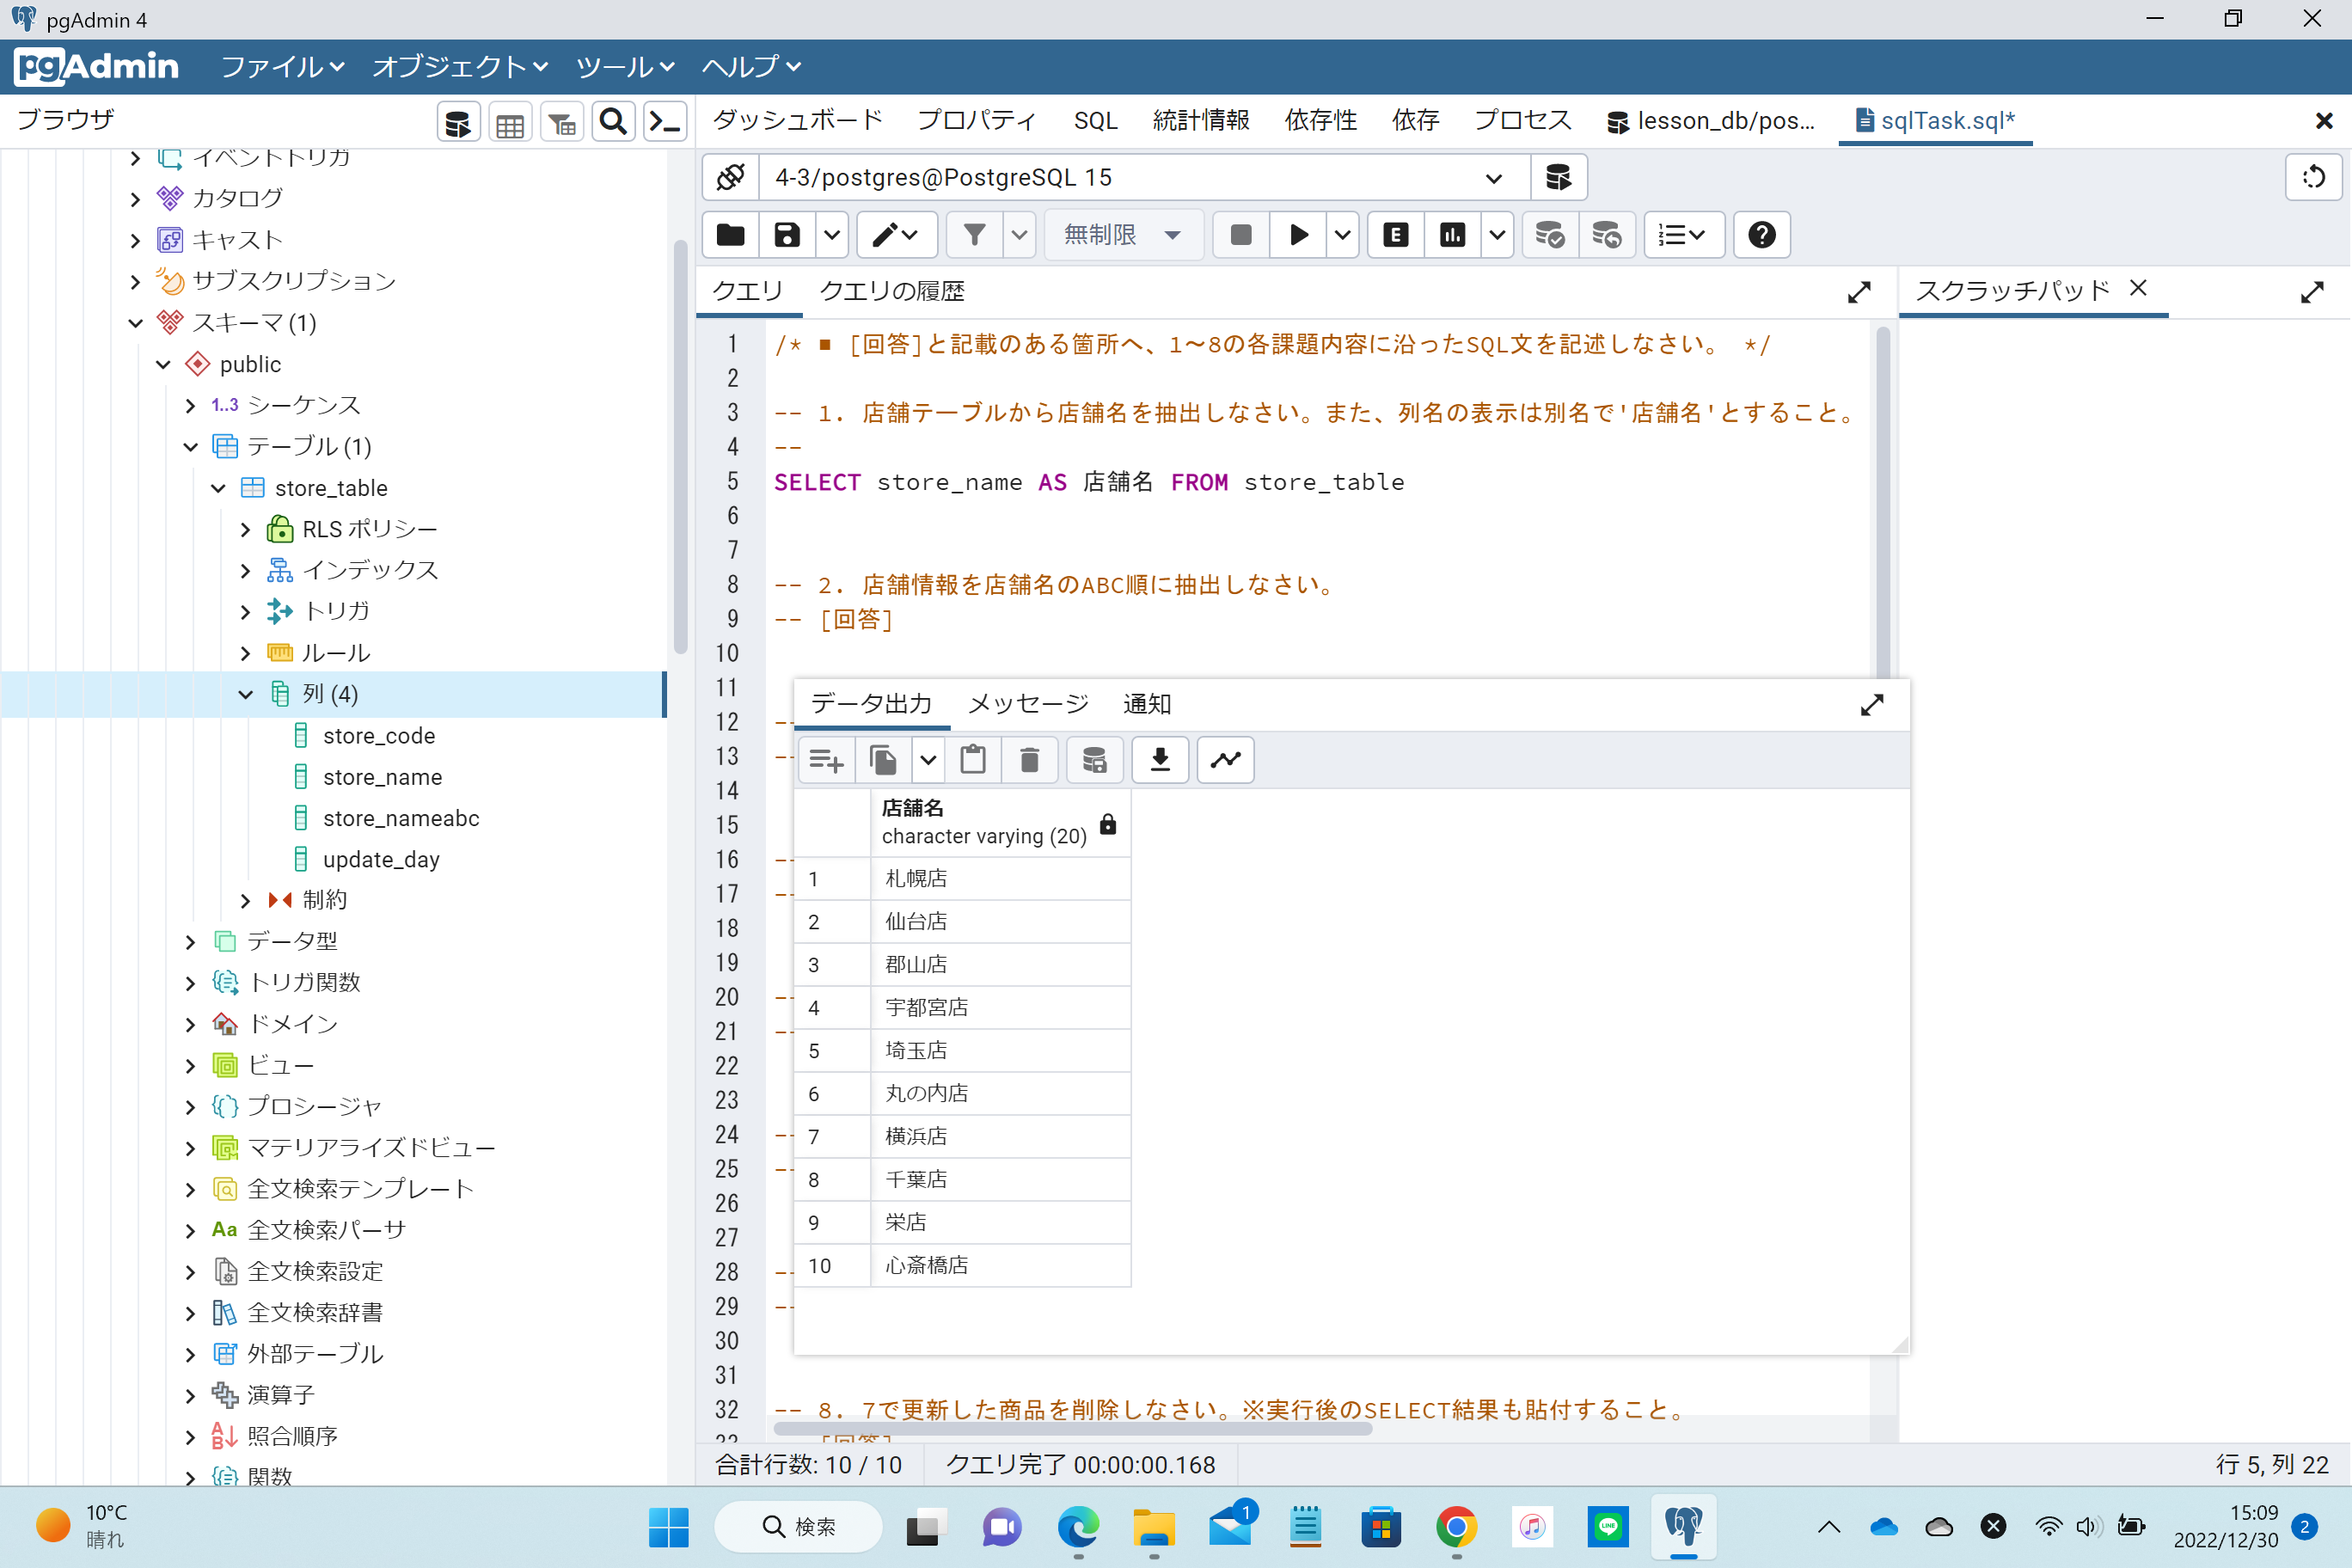 pgAdmin 4
pgAdmin ファイル オブジェクト ツール ヘルプ
ブラウザ
ダッシュボード プロパティ SQL 統計情報 依存性 依存 プロセス lesson_db/pos... sqlTask.sql*
イベントトリガ
カタログ
キャスト
サブスクリプション
スキーマ (1)
public
1..3 シーケンス
テーブル (1)
store_table
RLS ポリシー
インデックス
トリガ
ルール
列 (4)
store_code
store_name
store_nameabc
update_day
制約
データ型
トリガ関数
ドメイン
ビュー
プロシージャ
マテリアライズドビュー
全文検索テンプレート
Aa 全文検索パーサ
全文検索設定
全文検索辞書
外部テーブル
演算子
照合順序
関数
4-3/postgres@PostgreSQL 15
無制限
クエリ クエリの履歴
スクラッチパッド
1 /* ■ [回答]と記載のある箇所へ、1〜8の各課題内容に沿ったSQL文を記述しなさい。 */
2
3 -- 1. 店舗テーブルから店舗名を抽出しなさい。また、列名の表示は別名で'店舗名'とすること。
4 --
5 SELECT store_name AS 店舗名 FROM store_table
6
7
8 -- 2. 店舗情報を店舗名のABC順に抽出しなさい。
9 -- [回答]
10
11
12 --
13 --
14
15
16 --
17 --
18
19
20 --
21 --
22
23
24 --
25 --
26
27
28 --
29 --
30
31
32 -- 8. 7で更新した商品を削除しなさい。※実行後のSELECT結果も貼付すること。
データ出力 メッセージ 通知
店舗名
character varying (20)
1 札幌店
2 仙台店
3 郡山店
4 宇都宮店
5 埼玉店
6 丸の内店
7 横浜店
8 千葉店
9 栄店
10 心斎橋店
合計行数: 10 / 10 クエリ完了 00:00:00.168 行 5, 列 22
10°C
晴れ
検索
1
15:09
2022/12/30
2